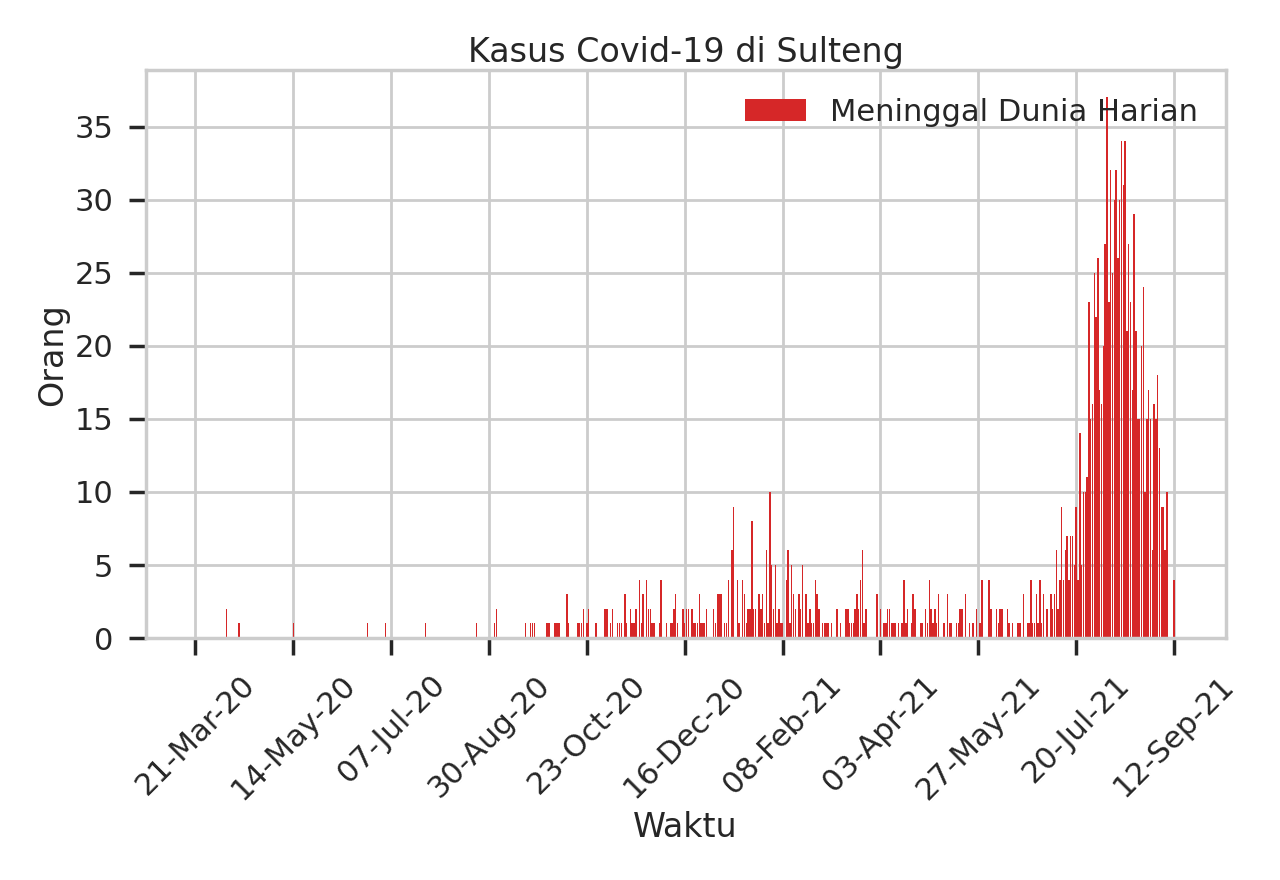 Kasus Covid-19 di Sulteng
Meninggal Dunia Harian
35
30
25
20
15
10
5
0
Orang
21-Mar-20
14-May-20
07-Jul-20
30-Aug-20
23-Oct-20
16-Dec-20
08-Feb-21
03-Apr-21
27-May-21
20-Jul-21
12-Sep-21
Waktu